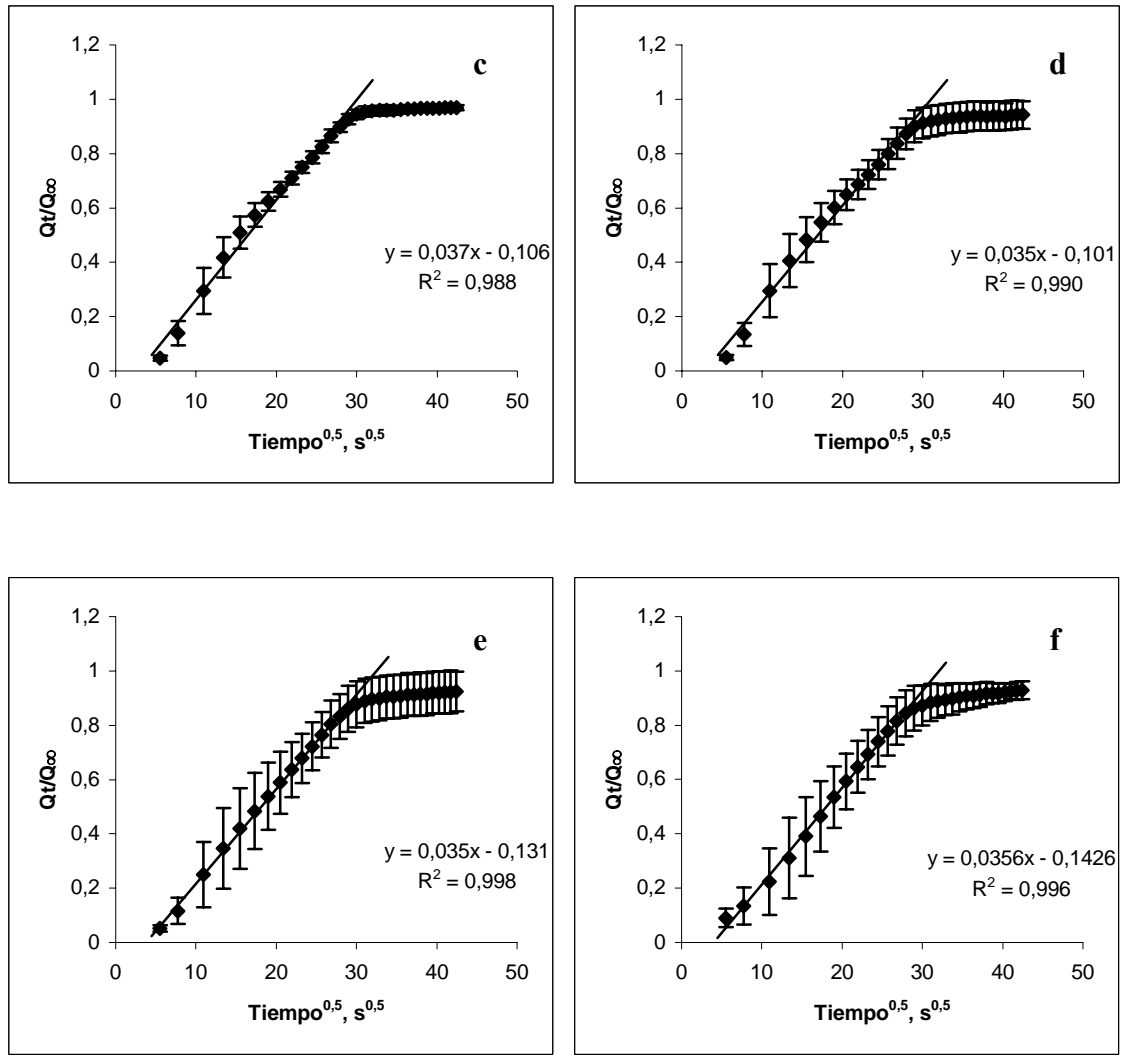 c
1,2
1
0,8
0,6
0,4
0,2
0
Qt/Q∞
y = 0,037x - 0,106
R² = 0,988
0 10 20 30 40 50
Tiempo^0,5, s^0,5
d
1,2
1
0,8
0,6
0,4
0,2
0
Qt/Q∞
y = 0,035x - 0,101
R² = 0,990
0 10 20 30 40 50
Tiempo^0,5, s^0,5
e
1,2
1
0,8
0,6
0,4
0,2
0
Qt/Q∞
y = 0,035x - 0,131
R² = 0,998
0 10 20 30 40 50
Tiempo^0,5, s^0,5
f
1,2
1
0,8
0,6
0,4
0,2
0
Qt/Q∞
y = 0,0356x - 0,1426
R² = 0,996
0 10 20 30 40 50
Tiempo^0,5, s^0,5